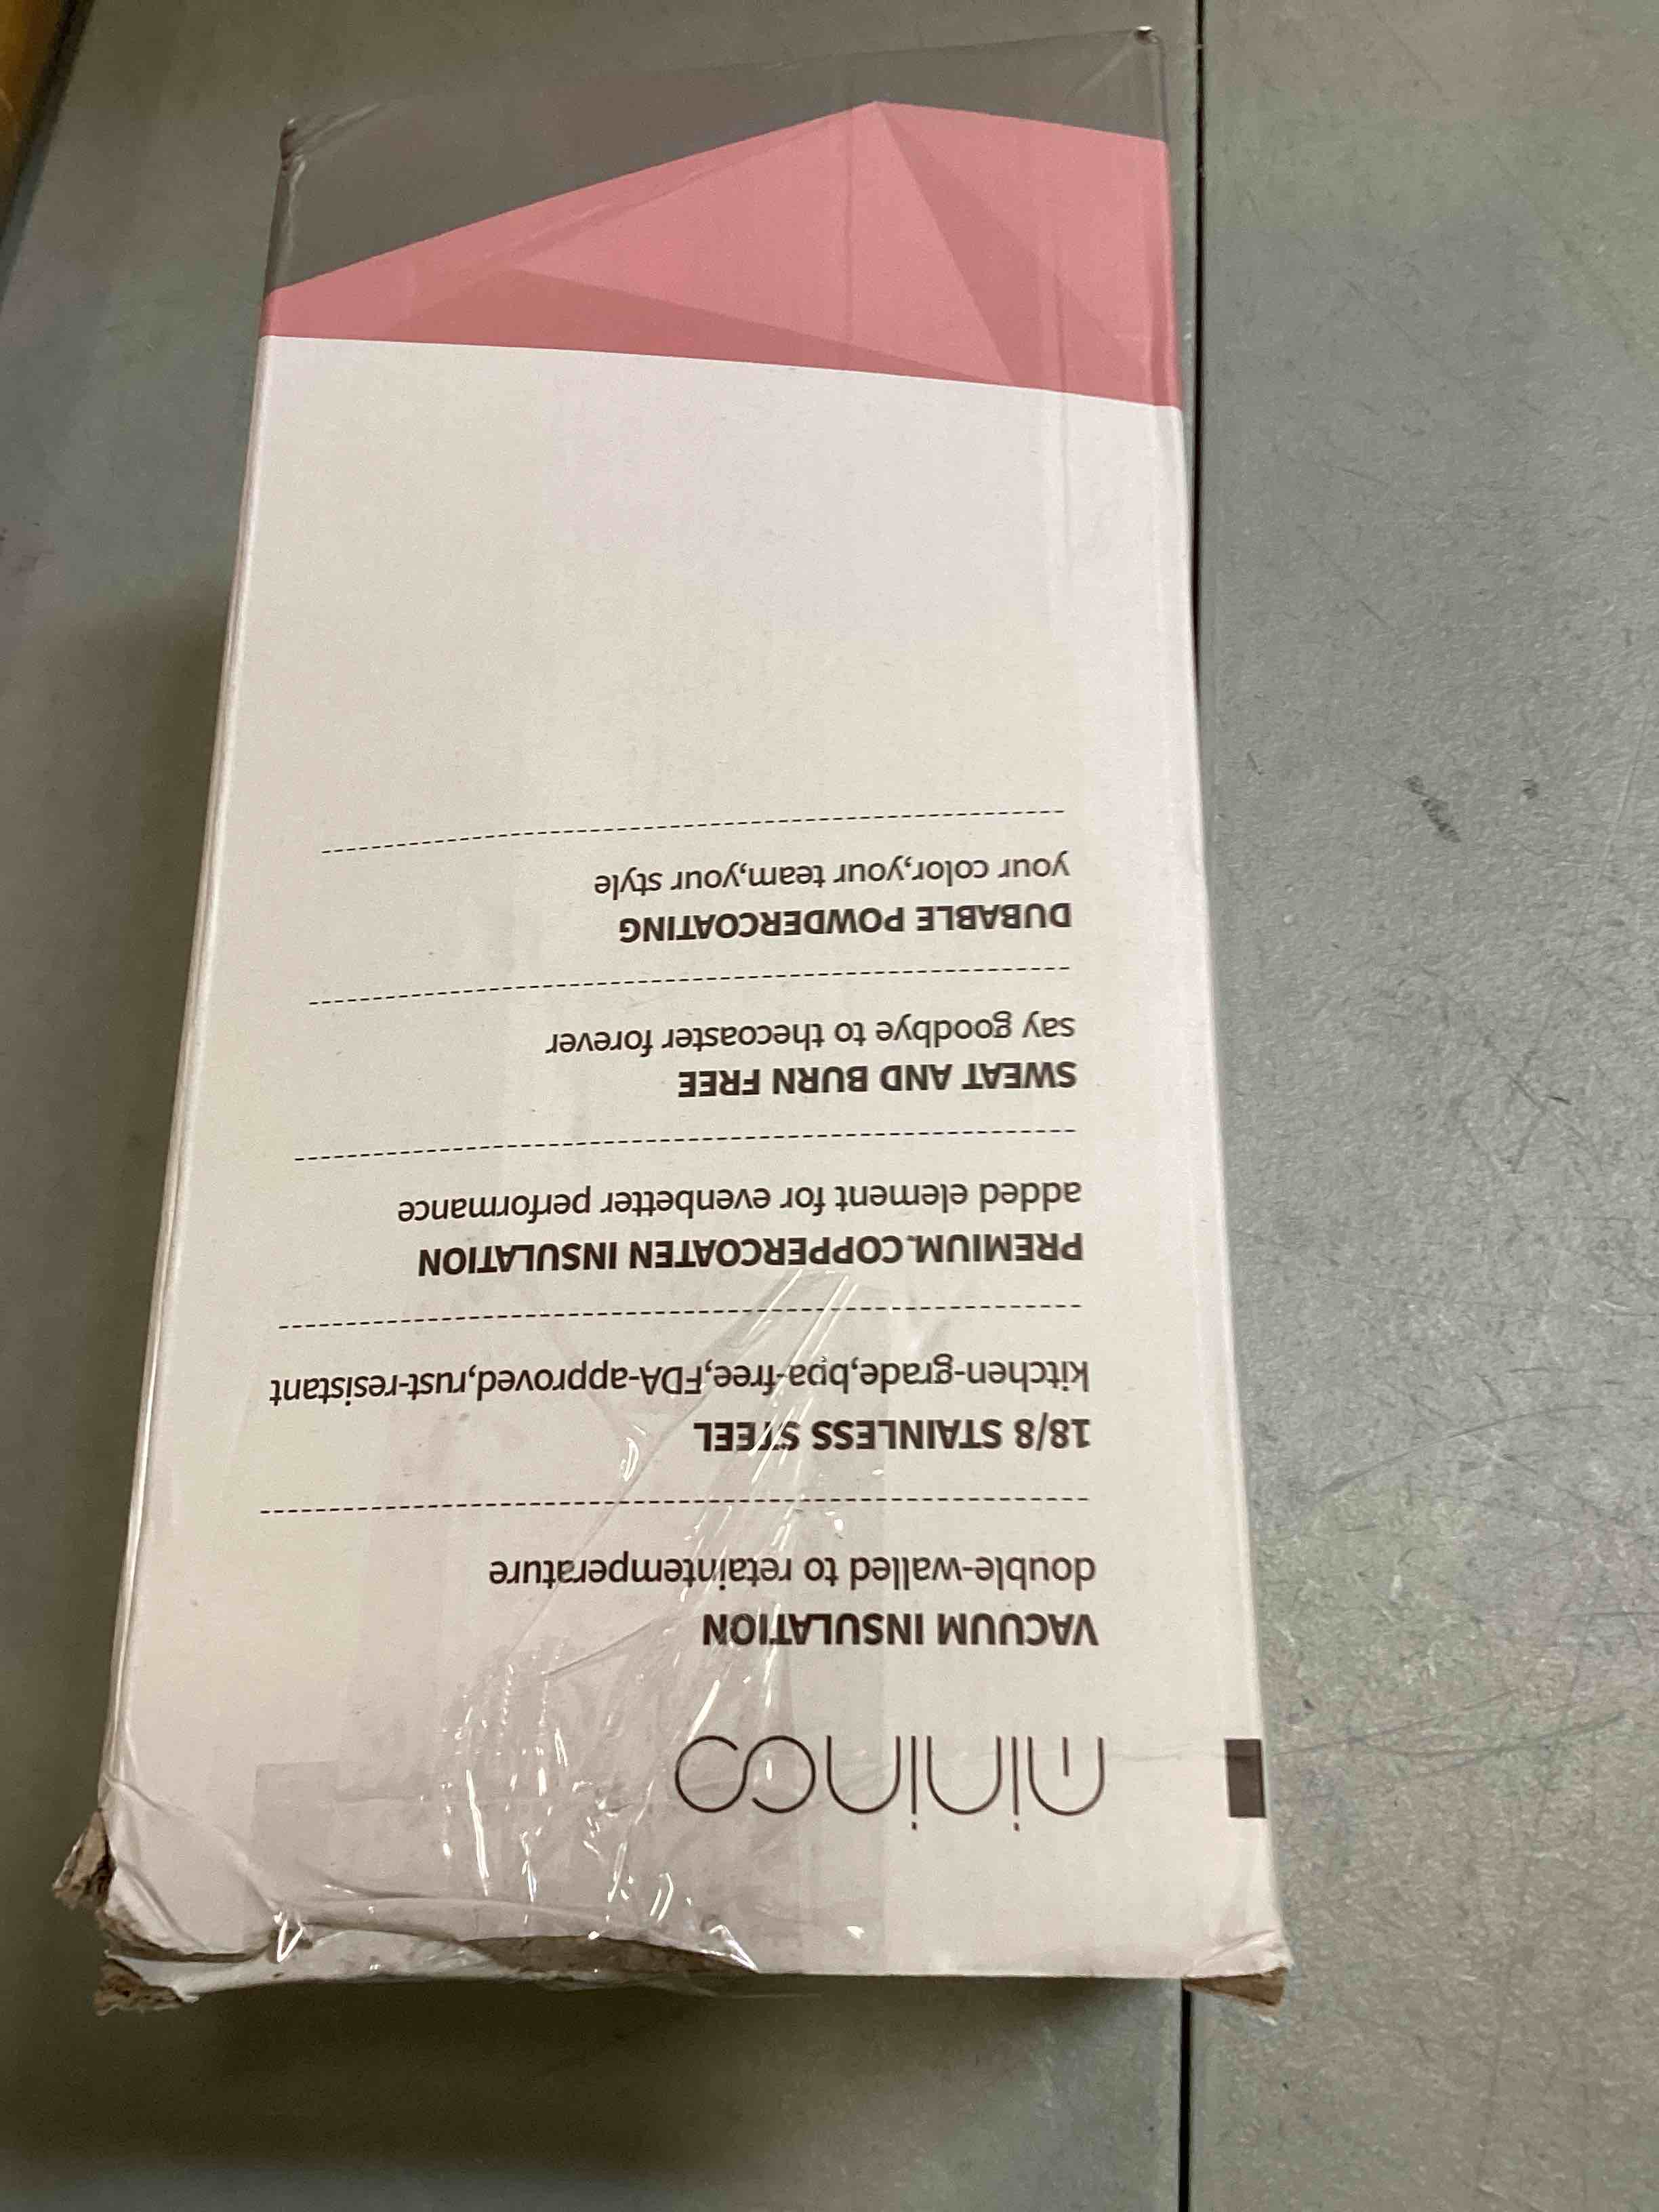 mininco
VACUUM INSULATION
double-walled to retaintemperature
18/8 STAINLESS STEEL
kitchen-grade,bpa-free,FDA-approved,rust-resistant
PREMIUM.COPPERCOATEN INSULATION
added element for evenbetter performance
SWEAT AND BURN FREE
say goodbye to thecoaster forever
DUBABLE POWDERCOATING
your color,your team,your style